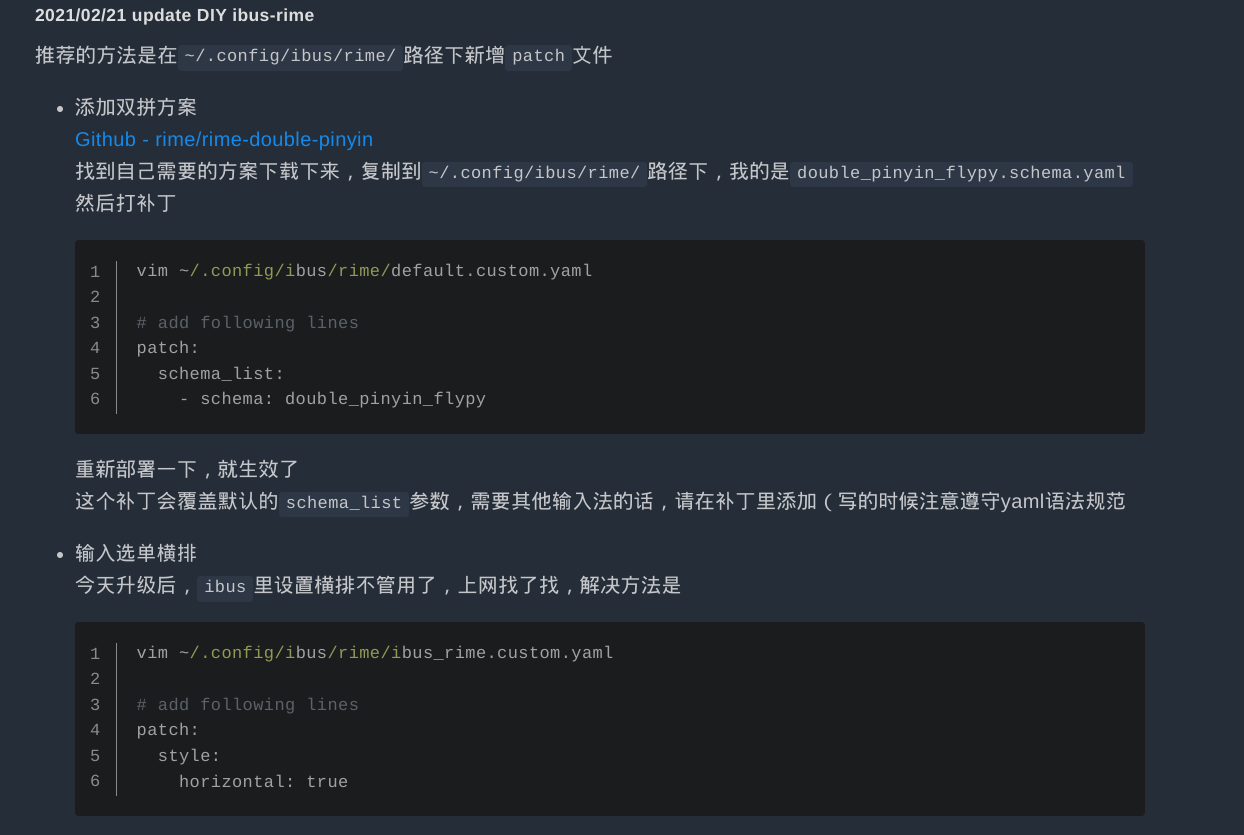 2021/02/21 update DIY ibus-rime
推荐的方法是在 ~/.config/ibus/rime/ 路径下新增 patch 文件
• 添加双拼方案
Github - rime/rime-double-pinyin
找到自己需要的方案下载下来，复制到 ~/.config/ibus/rime/ 路径下，我的是 double_pinyin_flypy.schema.yaml
然后打补丁
1 vim ~/.config/ibus/rime/default.custom.yaml
2
3 # add following lines
4 patch:
5   schema_list:
6     - schema: double_pinyin_flypy
重新部署一下，就生效了
这个补丁会覆盖默认的 schema_list 参数，需要其他输入法的话，请在补丁里添加（写的时候注意遵守yaml语法规范
• 输入选单横排
今天升级后， ibus 里设置横排不管用了，上网找了找，解决方法是
1 vim ~/.config/ibus/rime/ibus_rime.custom.yaml
2
3 # add following lines
4 patch:
5   style:
6     horizontal: true